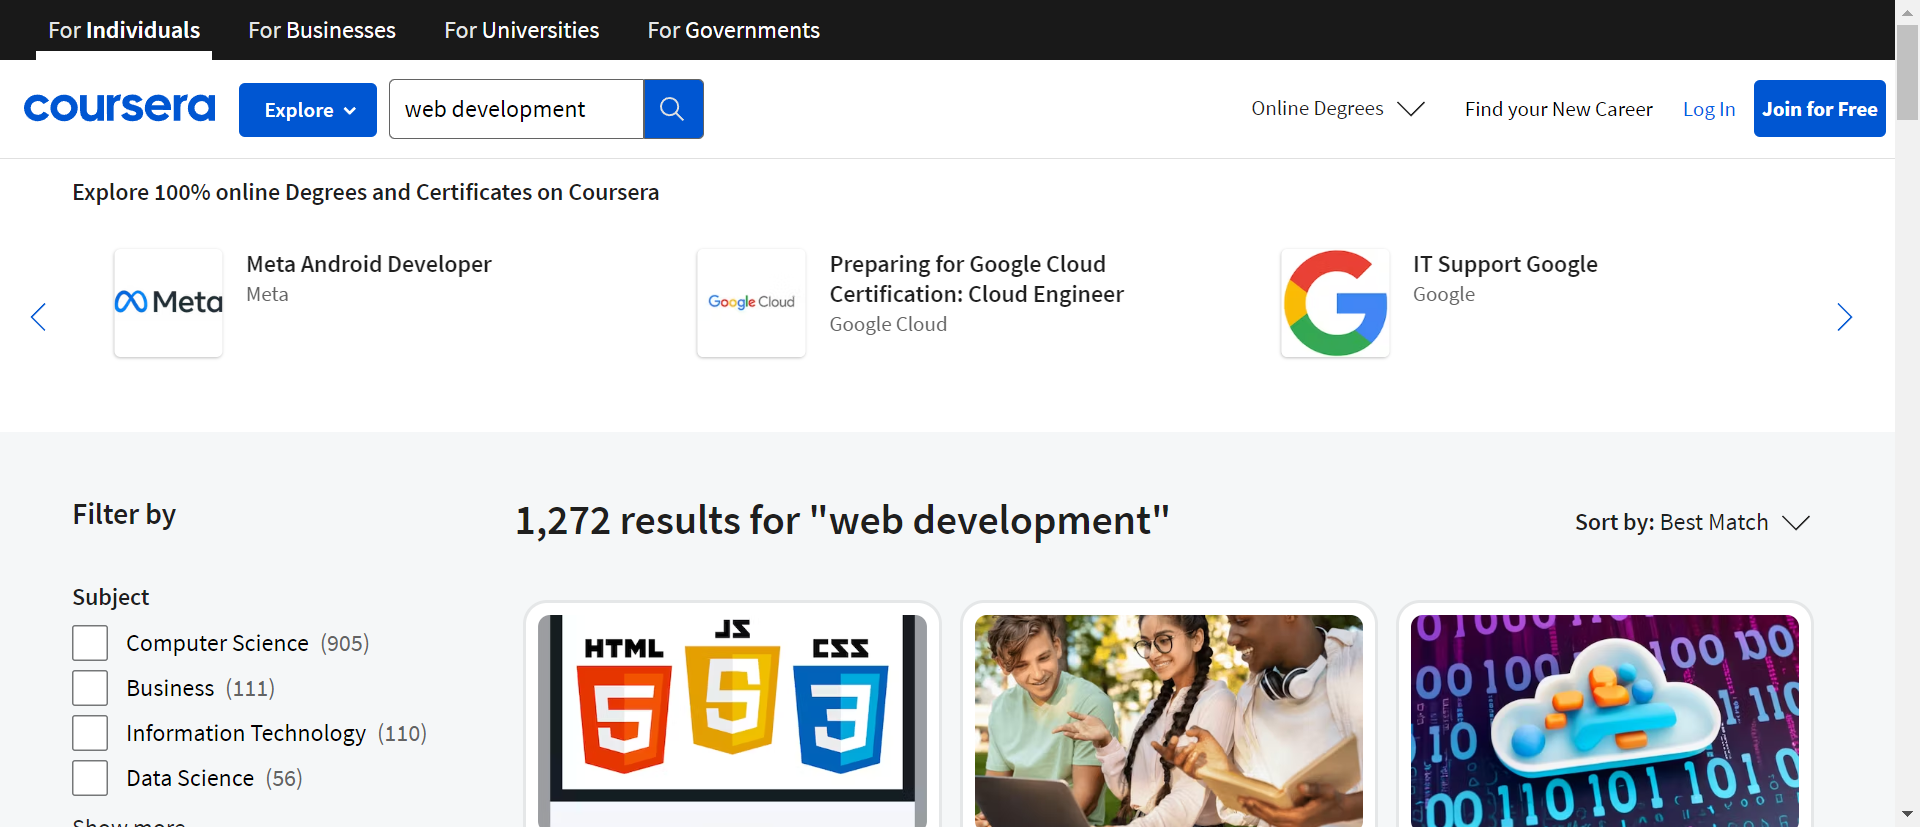 For Individuals
For Businesses
For Universities
For Governments
coursera
Explore
web development
Online Degrees
Find your New Career
Log In
Join for Free
Explore 100% online Degrees and Certificates on Coursera
Meta
Meta Android Developer
Meta
Google Cloud
Preparing for Google Cloud
Certification: Cloud Engineer
Google Cloud
IT Support Google
Google
Filter by
1,272 results for "web development"
Sort by: Best Match
Subject
Computer Science (905)
Business (111)
Information Technology (110)
Data Science (56)
Show more
HTML
JS
CSS
5
5
3